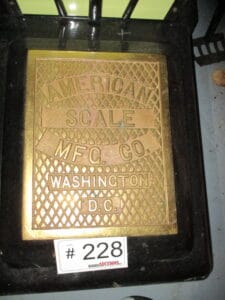 AMERICAN
SCALE
MFG. CO.
WASHINGTON
D.C.
# 228